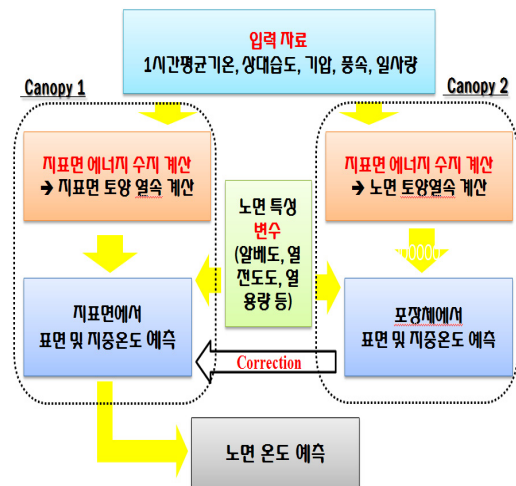 입력 자료
1시간평균기온, 상대습도, 기압, 풍속, 일사량
Canopy 1
Canopy 2
지표면 에너지 수지 계산
→ 지표면 토양 열속 계산
지표면 에너지 수지 계산
→ 노면 토양열속 계산
노면 특성
변수
(알베도, 열
전도도, 열
용량 등)
지표면에서
표면 및 지중온도 예측
포장체에서
표면 및 지중온도 예측
Correction
노면 온도 예측